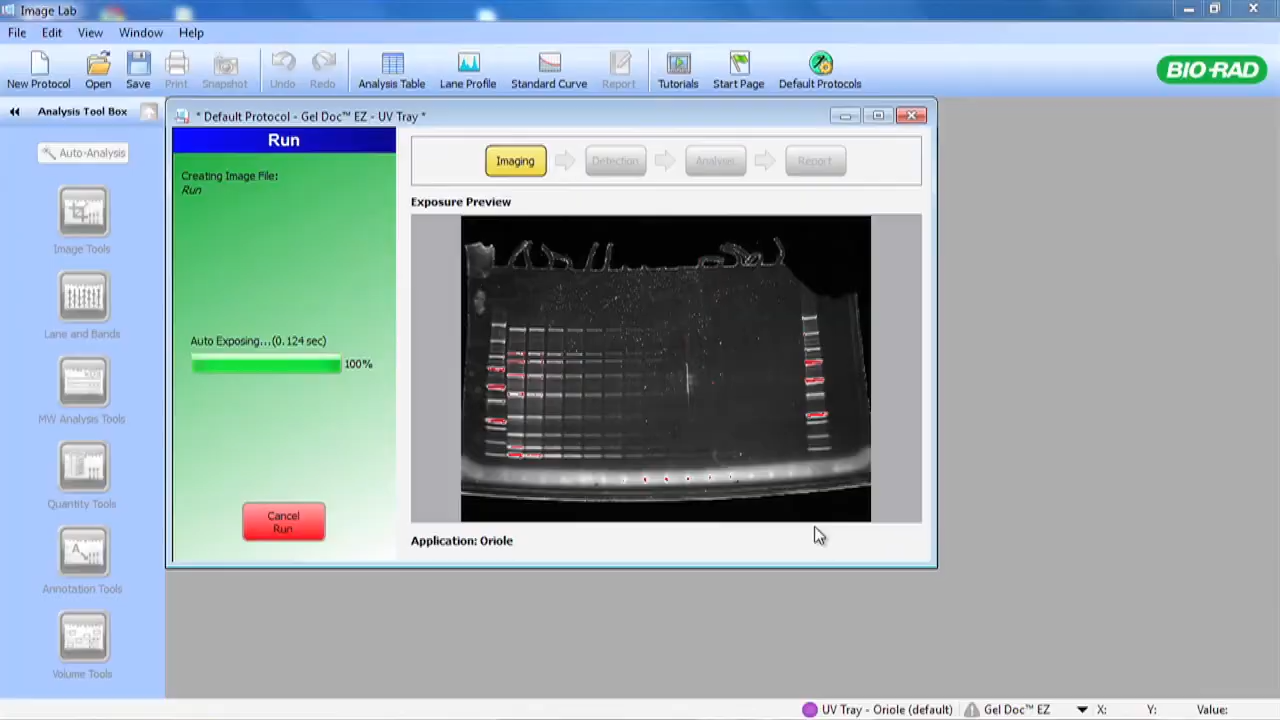 Image Lab
File Edit View Window Help
New Protocol Open Save Print Snapshot Undo Redo Analysis Table Lane Profile Standard Curve Report Tutorials Start Page Default Protocols
BIO-RAD
Analysis Tool Box
Auto-Analysis
Image Tools
Lane and Bands
MW Analysis Tools
Quantity Tools
Annotation Tools
Volume Tools
* Default Protocol - Gel Doc™ EZ - UV Tray *
Run
Creating Image File:
Run
Auto Exposing...(0.124 sec)
100%
Cancel
Run
Imaging Detection Analysis Report
Exposure Preview
Application: Oriole
UV Tray - Oriole (default) Gel Doc™ EZ X: Y: Value: